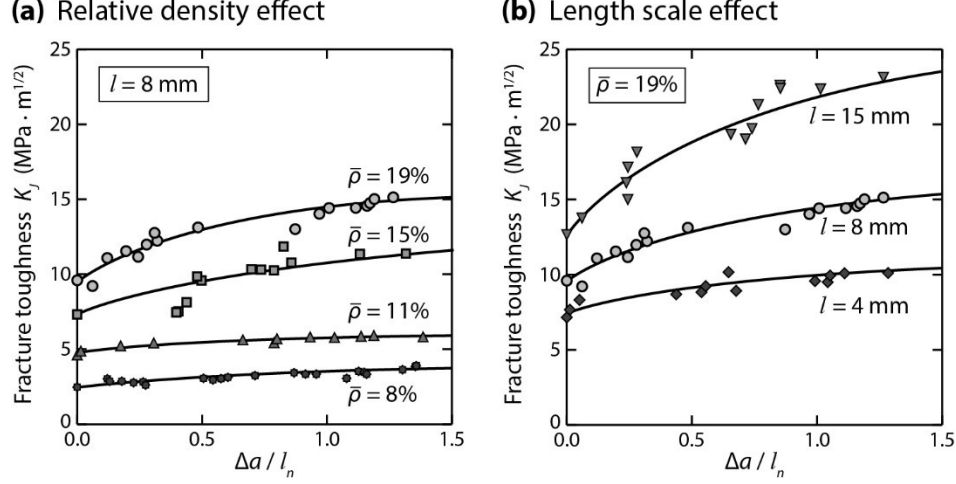 (a) Relative density effect
25
20
15
10
5
0
l = 8 mm
ρ̄ = 19%
ρ̄ = 15%
ρ̄ = 11%
ρ̄ = 8%
0.0 0.5 1.0 1.5
Δa / lₙ
Fracture toughness K_J (MPa · m^1/2)
(b) Length scale effect
25
20
15
10
5
0
ρ̄ = 19%
l = 15 mm
l = 8 mm
l = 4 mm
0.0 0.5 1.0 1.5
Δa / lₙ
Fracture toughness K_J (MPa · m^1/2)